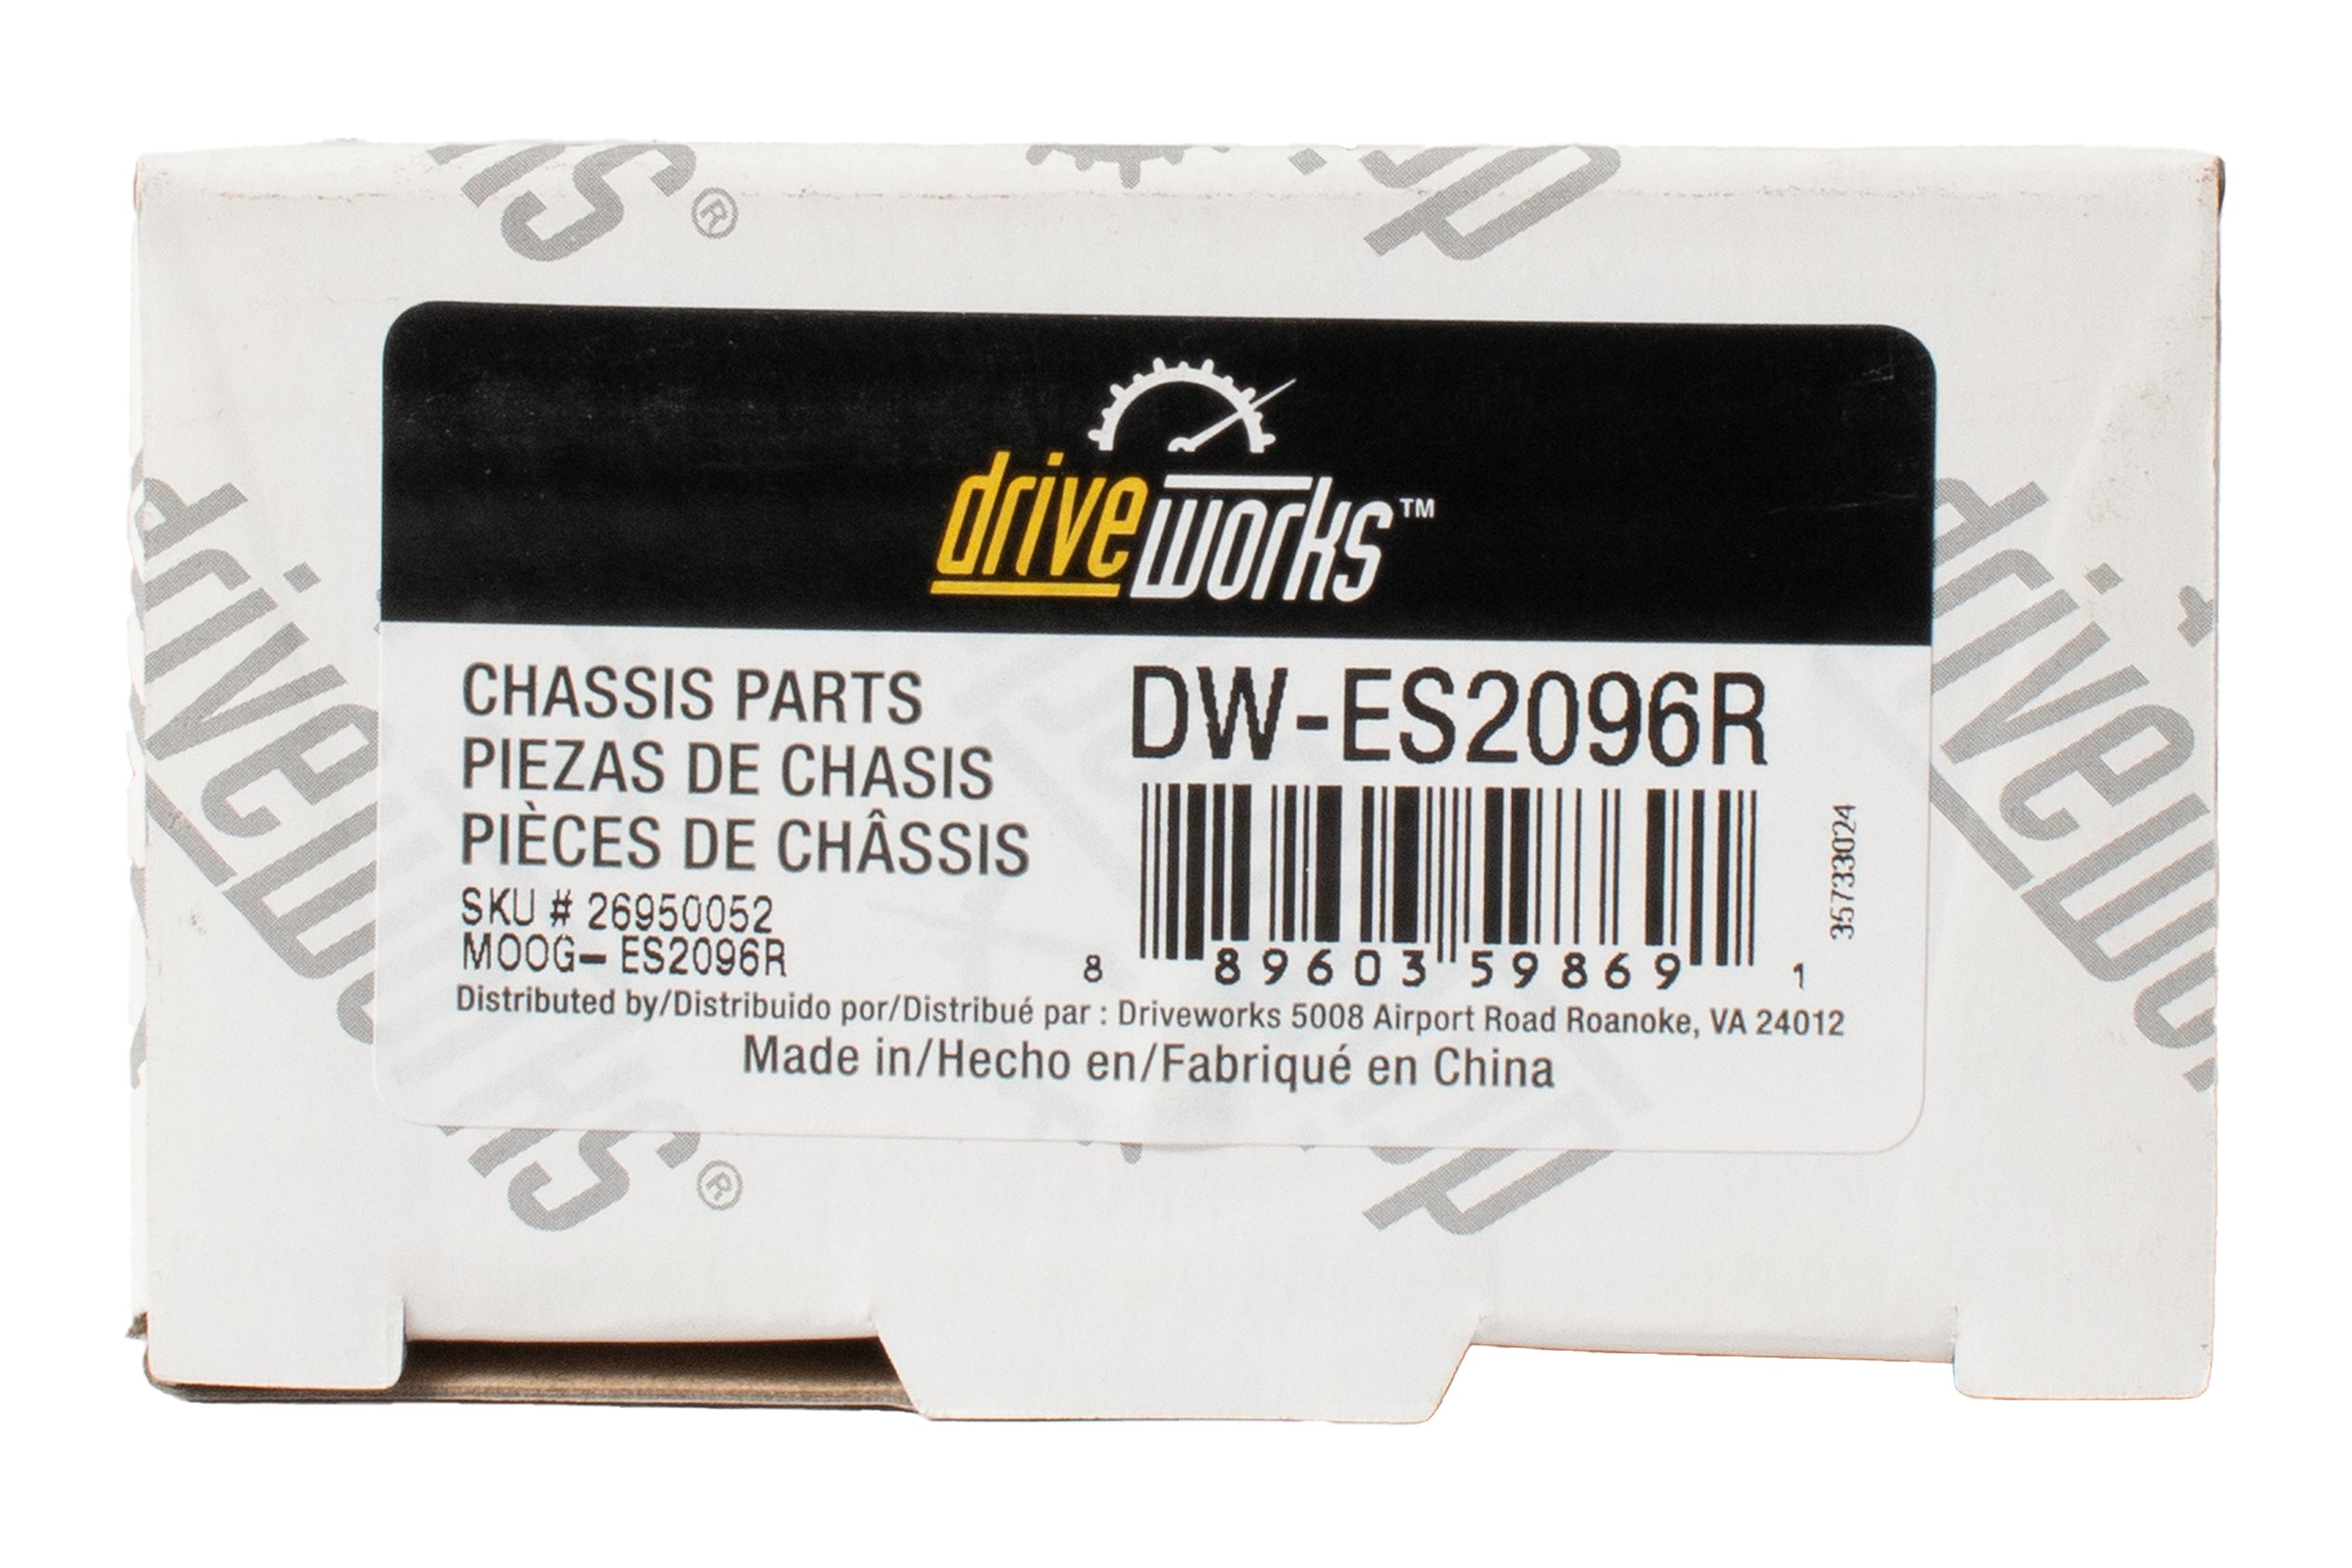 driveworks™
CHASSIS PARTS
PIEZAS DE CHASIS
PIÈCES DE CHÂSSIS
SKU # 26950052
MOOG– ES2096R
DW-ES2096R
8 89603 59869 1
35733024
Distributed by/Distribuido por/Distribué par : Driveworks 5008 Airport Road Roanoke, VA 24012
Made in/Hecho en/Fabriqué en China